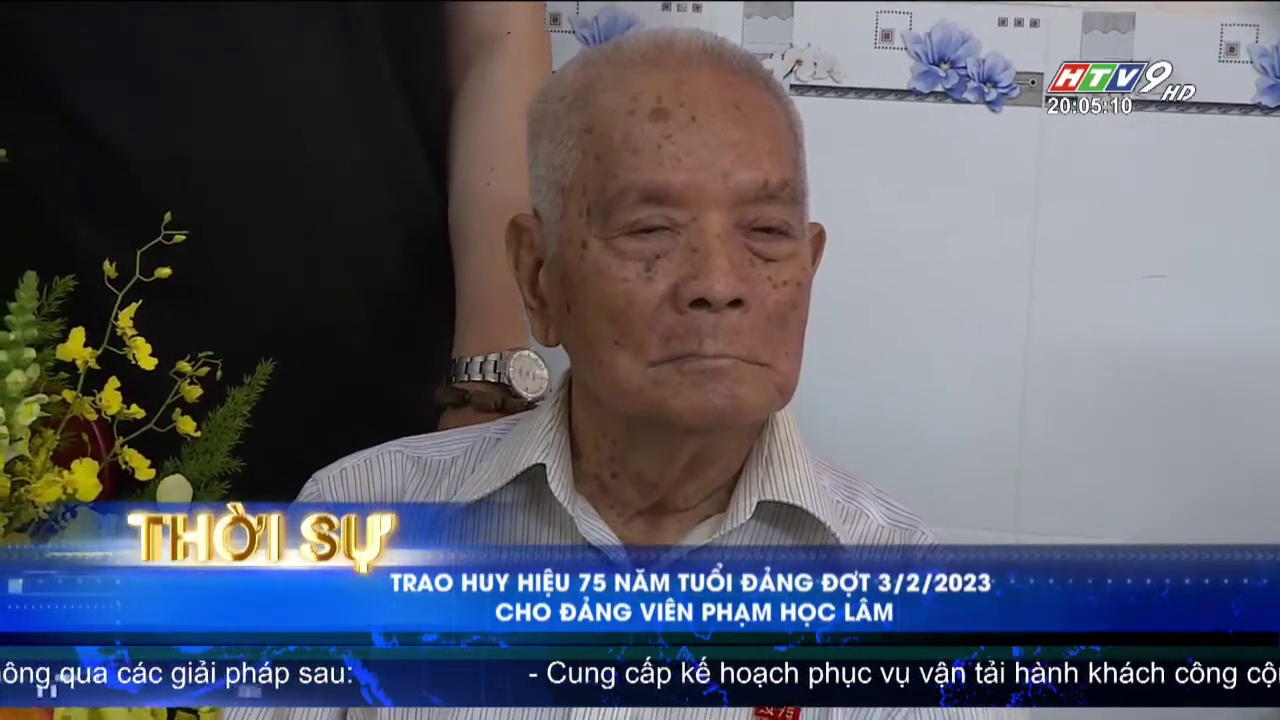 HTV9 HD
20:05:10
THỜI SỰ
TRAO HUY HIỆU 75 NĂM TUỔI ĐẢNG ĐỢT 3/2/2023
CHO ĐẢNG VIÊN PHẠM HỌC LÂM
qua các giải pháp sau: - Cung cấp kế hoạch phục vụ vận tải hành khách công
75